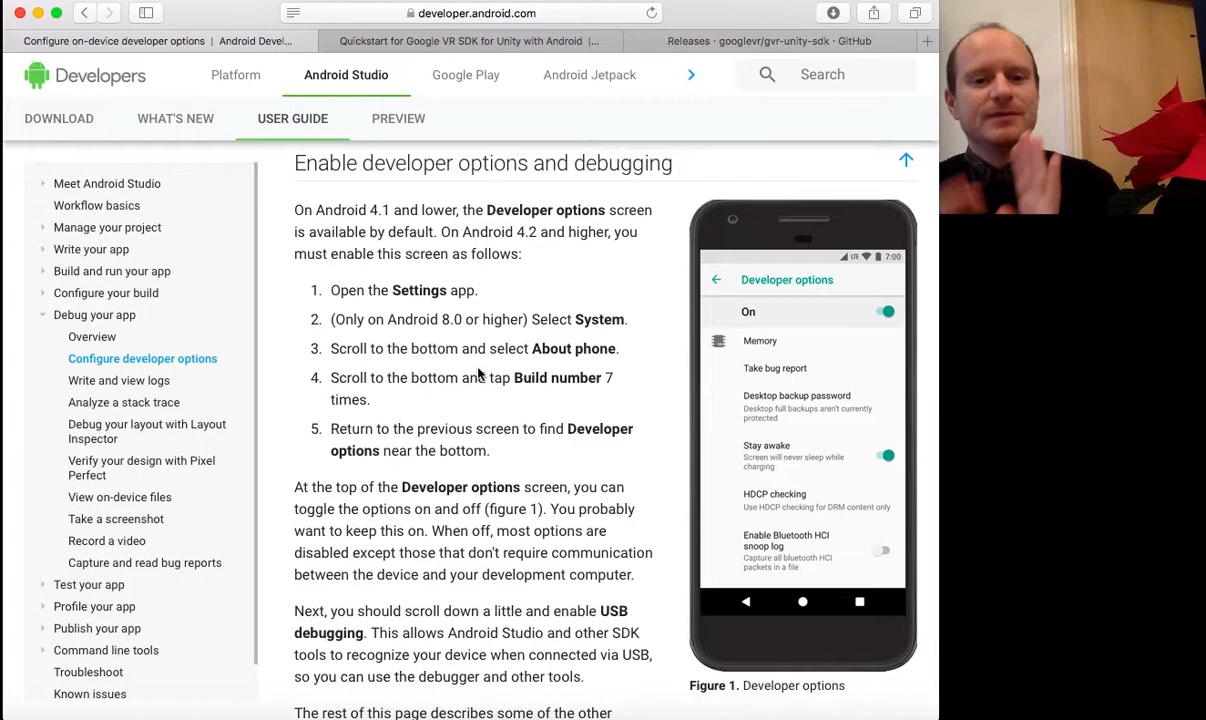 developer.android.com
Configure on-device developer options | Android Devel...
Quickstart for Google VR SDK for Unity with Android |...
Releases · googlevr/gvr-unity-sdk · GitHub
Developers
Platform
Android Studio
Google Play
Android Jetpack
Search
DOWNLOAD
WHAT'S NEW
USER GUIDE
PREVIEW
Meet Android Studio
Workflow basics
Manage your project
Write your app
Build and run your app
Configure your build
Debug your app
Overview
Configure developer options
Write and view logs
Analyze a stack trace
Debug your layout with Layout
Inspector
Verify your design with Pixel
Perfect
View on-device files
Take a screenshot
Record a video
Capture and read bug reports
Test your app
Profile your app
Publish your app
Command line tools
Troubleshoot
Known issues
Enable developer options and debugging
On Android 4.1 and lower, the Developer options screen
is available by default. On Android 4.2 and higher, you
must enable this screen as follows:
1. Open the Settings app.
2. (Only on Android 8.0 or higher) Select System.
3. Scroll to the bottom and select About phone.
4. Scroll to the bottom and tap Build number 7
times.
5. Return to the previous screen to find Developer
options near the bottom.
At the top of the Developer options screen, you can
toggle the options on and off (figure 1). You probably
want to keep this on. When off, most options are
disabled except those that don't require communication
between the device and your development computer.
Next, you should scroll down a little and enable USB
debugging. This allows Android Studio and other SDK
tools to recognize your device when connected via USB,
so you can use the debugger and other tools.
The rest of this page describes some of the other
LTE 7:00
Developer options
On
Memory
Take bug report
Desktop backup password
Desktop full backups aren't currently
protected
Stay awake
Screen will never sleep while
charging
HDCP checking
Use HDCP checking for DRM content only
Enable Bluetooth HCI
snoop log
Capture all bluetooth HCI
packets in a file
Figure 1. Developer options